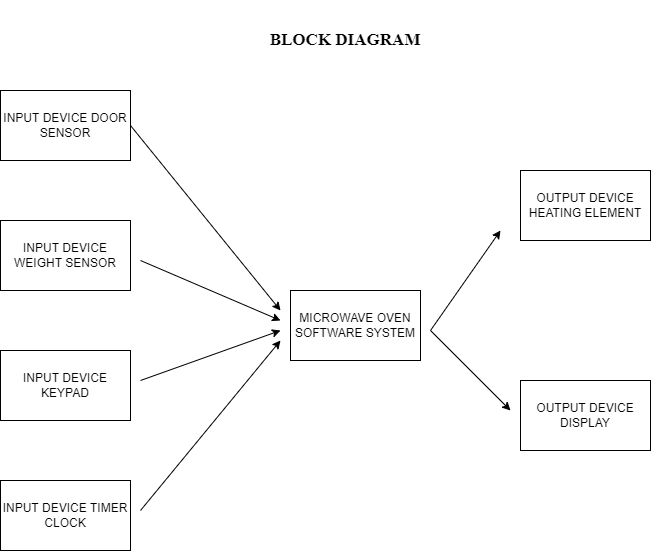 BLOCK DIAGRAM
INPUT DEVICE DOOR
SENSOR
INPUT DEVICE
WEIGHT SENSOR
INPUT DEVICE
KEYPAD
INPUT DEVICE TIMER
CLOCK
MICROWAVE OVEN
SOFTWARE SYSTEM
OUTPUT DEVICE
HEATING ELEMENT
OUTPUT DEVICE
DISPLAY